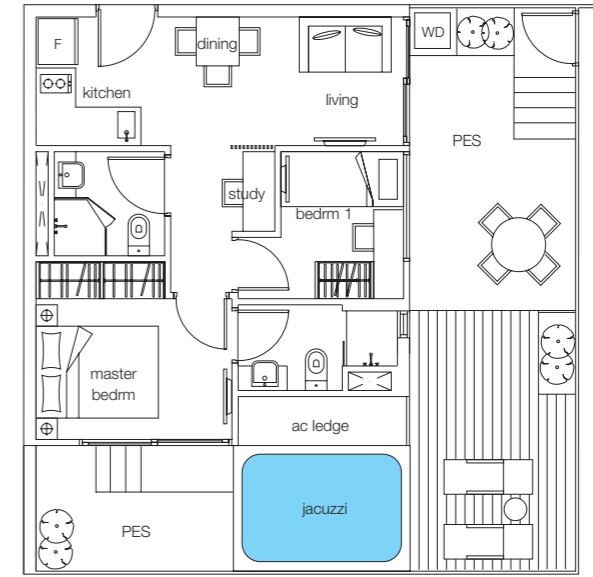 F
dining
WD
kitchen
living
PES
study
bedrm 1
master
bedrm
ac ledge
jacuzzi
PES